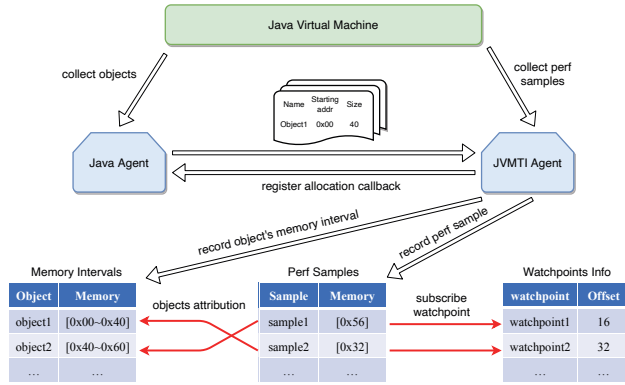 Java Virtual Machine
collect objects
collect perf
samples
Name Starting addr Size
Object1 0x00 40
Java Agent
JVMTI Agent
register allocation callback
record object's memory interval
record perf sample
Memory Intervals
Object Memory
object1 [0x00~0x40]
object2 [0x40~0x60]
... ...
objects attribution
Perf Samples
Sample Memory
sample1 [0x56]
sample2 [0x32]
... ...
subscribe
watchpoint
Watchpoints Info
watchpoint Offset
watchpoint1 16
watchpoint2 32
... ...